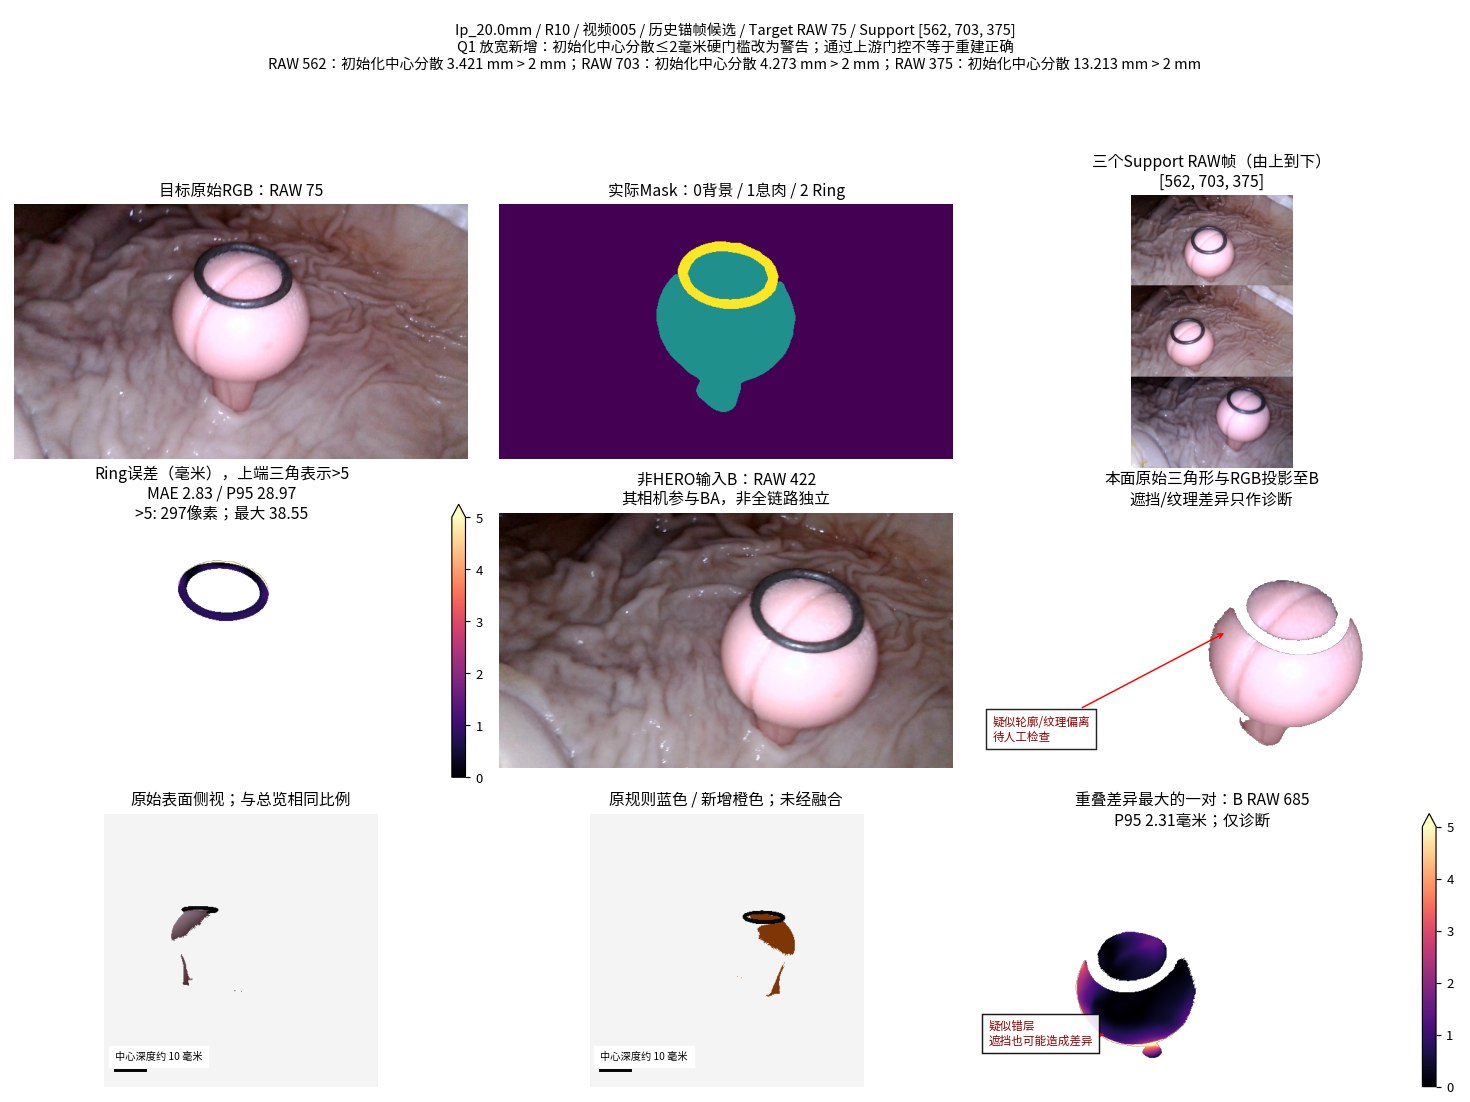 Ip_20.0mm / R10 / 视频005 / 历史锚帧候选 / Target RAW 75 / Support [562, 703, 375]
Q1 放宽新增：初始化中心分散≤2毫米硬门槛改为警告；通过上游门控不等于重建正确
RAW 562：初始化中心分散 3.421 mm > 2 mm；RAW 703：初始化中心分散 4.273 mm > 2 mm；RAW 375：初始化中心分散 13.213 mm > 2 mm
目标原始RGB：RAW 75
实际Mask：0背景 / 1息肉 / 2 Ring
三个Support RAW帧（由上到下）
[562, 703, 375]
Ring误差（毫米），上端三角表示>5
MAE 2.83 / P95 28.97
>5: 297像素；最大 38.55
5
4
3
2
1
0
非HERO输入B：RAW 422
其相机参与BA，非全链路独立
本面原始三角形与RGB投影至B
遮挡/纹理差异只作诊断
疑似轮廓/纹理偏离
待人工检查
原始表面侧视；与总览相同比例
中心深度约 10 毫米
原规则蓝色 / 新增橙色；未经融合
中心深度约 10 毫米
重叠差异最大的一对：B RAW 685
P95 2.31毫米；仅诊断
疑似错层
遮挡也可能造成差异
5
4
3
2
1
0